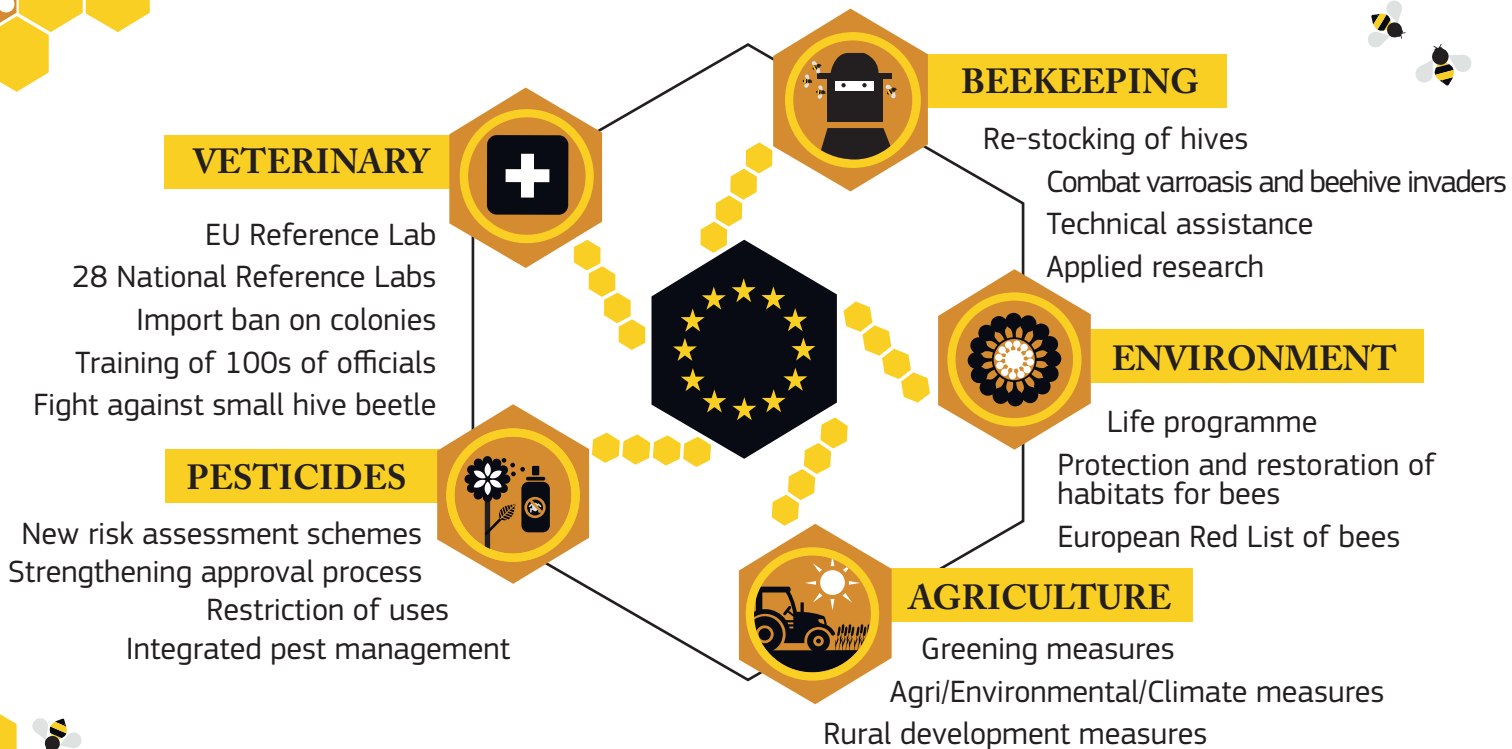 BEEKEEPING
Re-stocking of hives
Combat varroasis and beehive invaders
Technical assistance
Applied research
VETERINARY
EU Reference Lab
28 National Reference Labs
Import ban on colonies
Training of 100s of officials
Fight against small hive beetle
ENVIRONMENT
Life programme
Protection and restoration of
habitats for bees
European Red List of bees
PESTICIDES
New risk assessment schemes
Strengthening approval process
Restriction of uses
Integrated pest management
AGRICULTURE
Greening measures
Agri/Environmental/Climate measures
Rural development measures